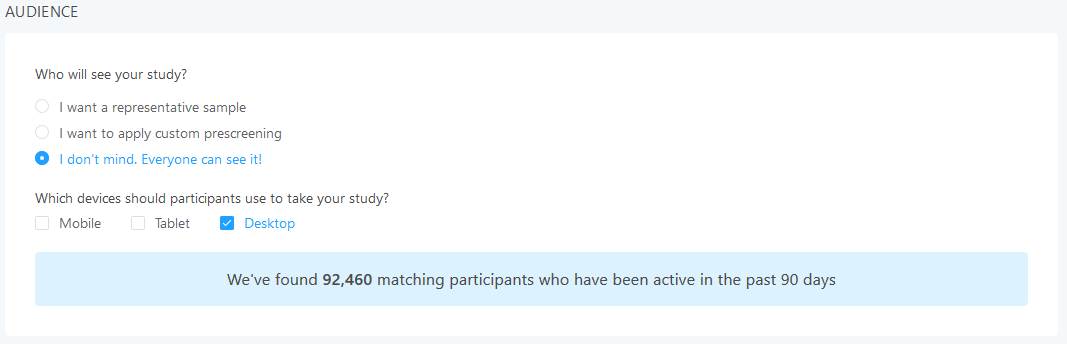 AUDIENCE
Who will see your study?
I want a representative sample
I want to apply custom prescreening
I don't mind. Everyone can see it!
Which devices should participants use to take your study?
Mobile Tablet Desktop
We've found 92,460 matching participants who have been active in the past 90 days